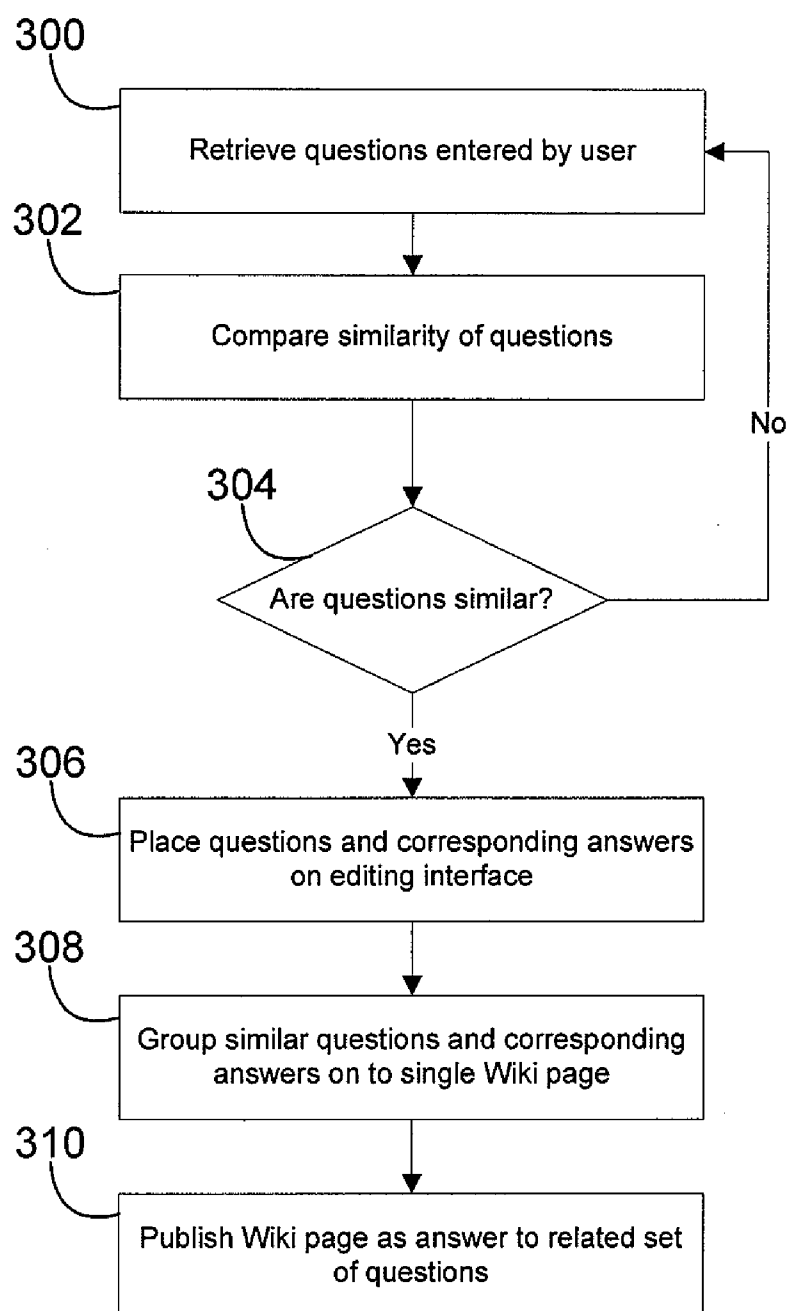 300
Retrieve questions entered by user
302
Compare similarity of questions
No
304
Are questions similar?
Yes
306
Place questions and corresponding answers
on editing interface
308
Group similar questions and corresponding
answers on to single Wiki page
310
Publish Wiki page as answer to related set
of questions